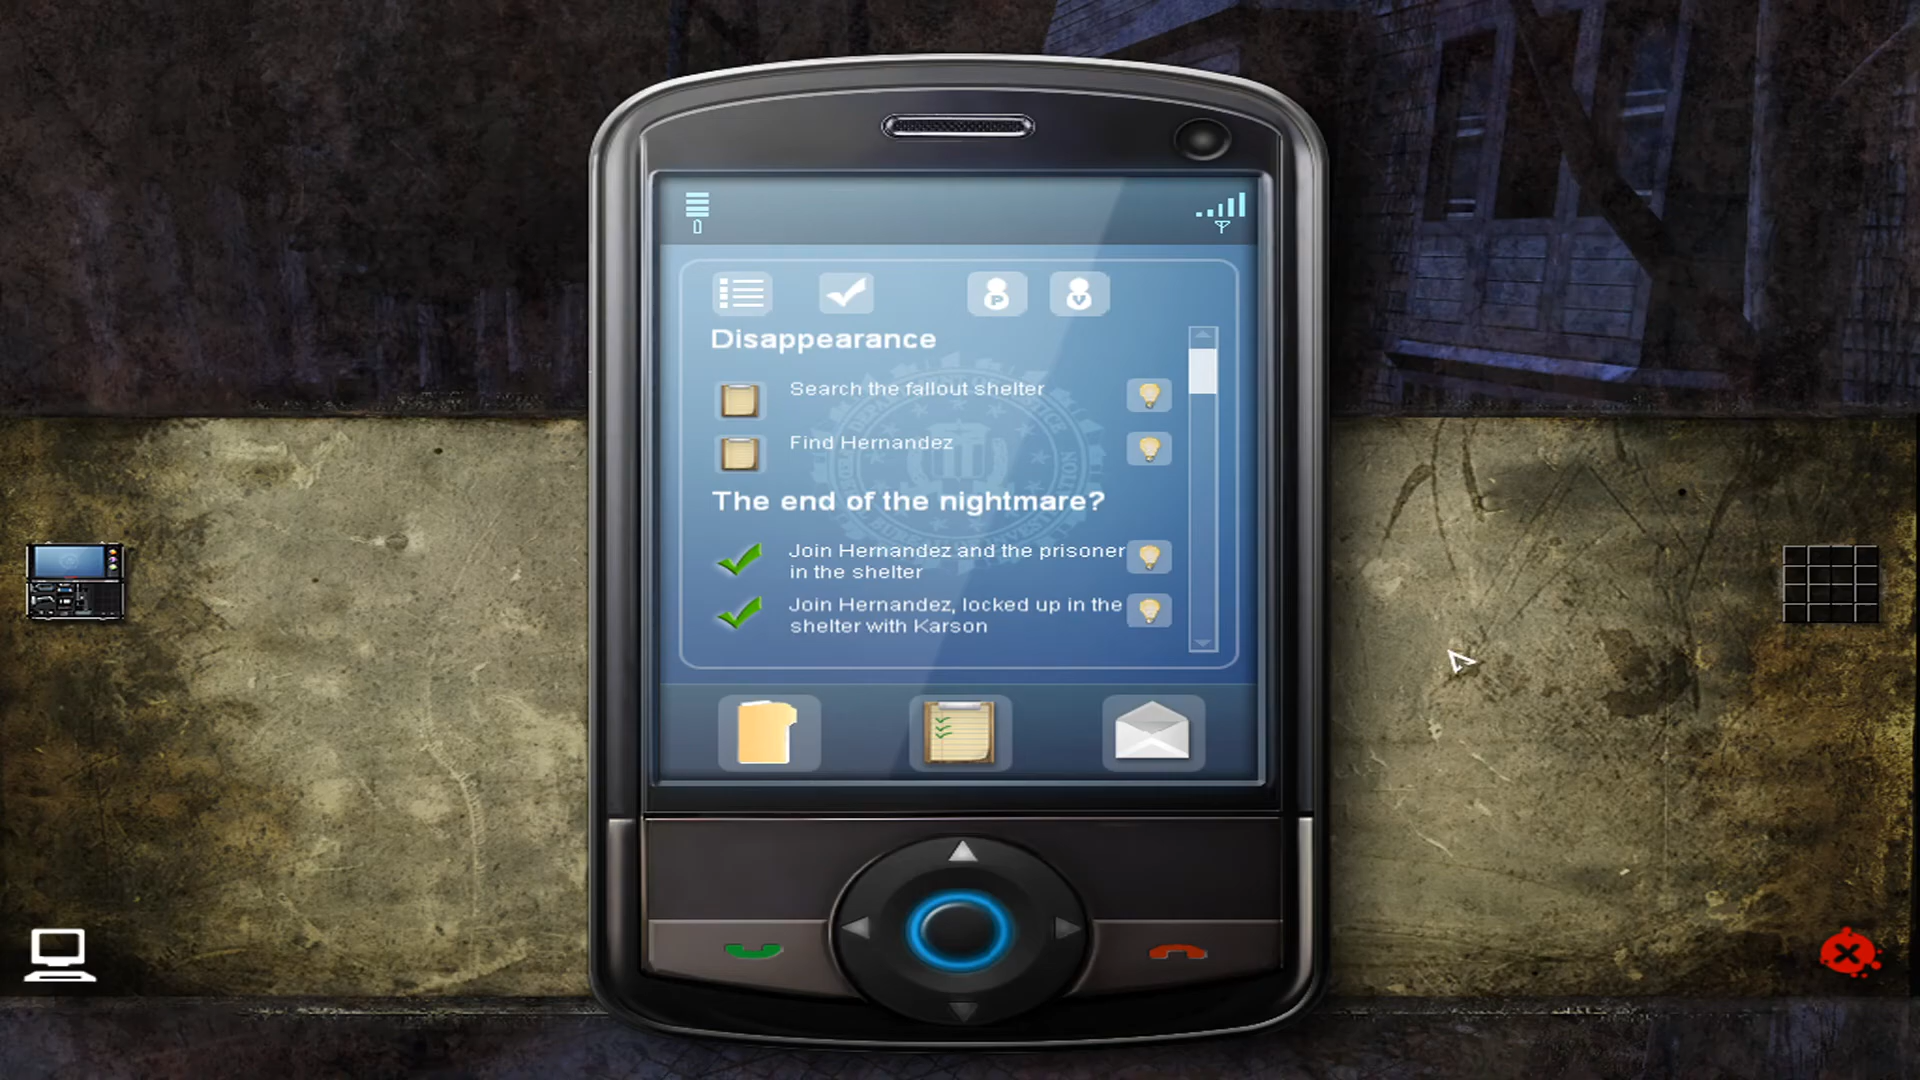 P V
Disappearance
Search the fallout shelter
Find Hernandez
The end of the nightmare?
Join Hernandez and the prisoner
in the shelter
Join Hernandez, locked up in the
shelter with Karson